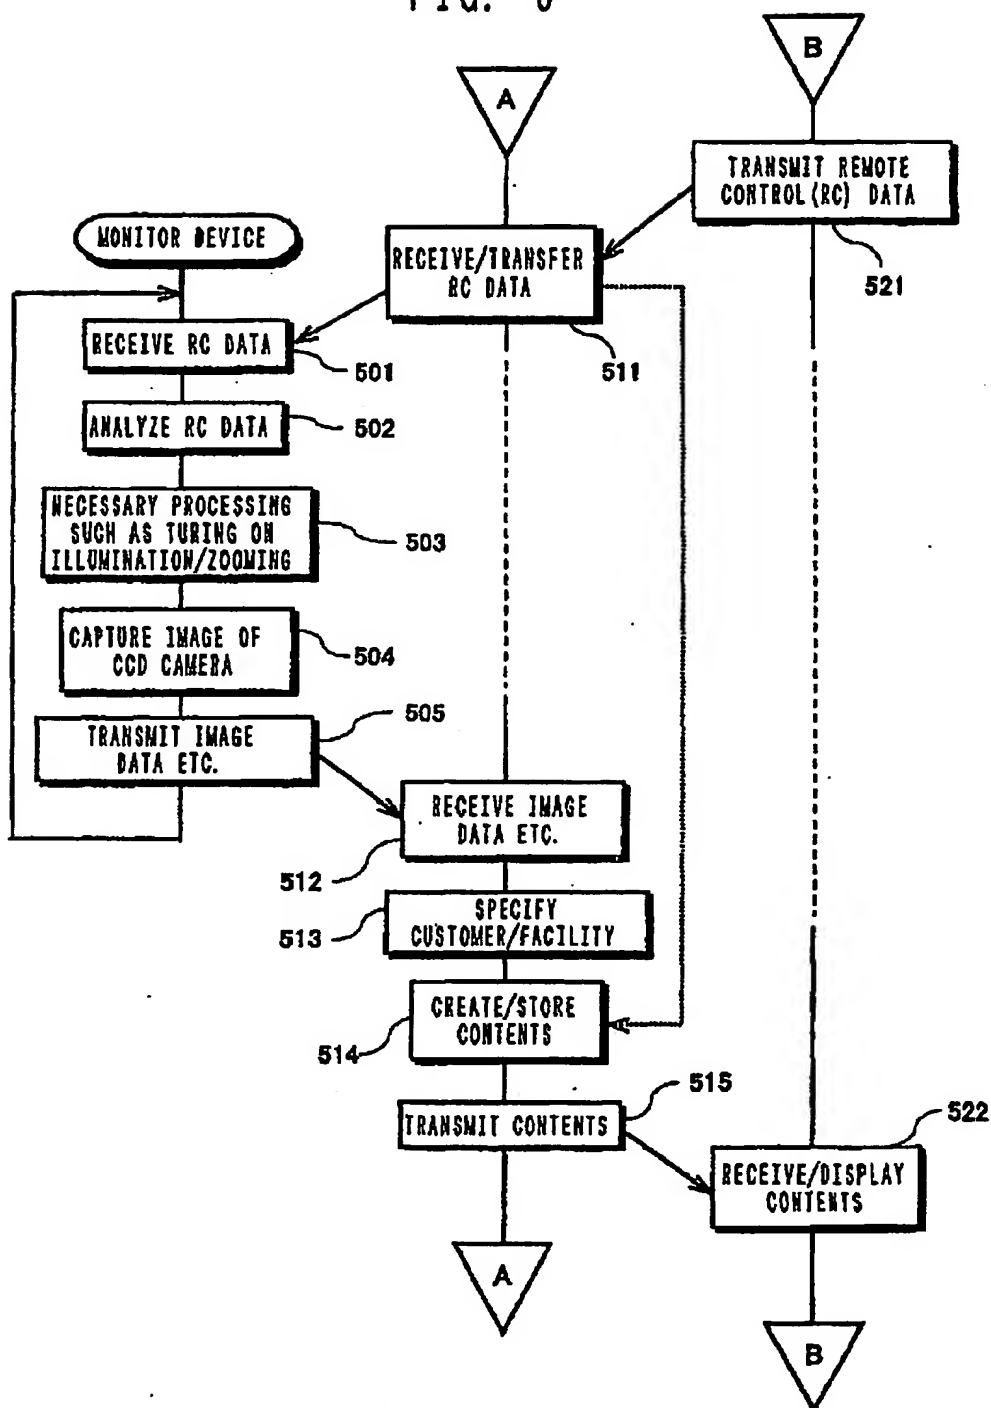 B
A
TRANSMIT REMOTE
CONTROL(RC) DATA
521
MONITOR DEVICE
RECEIVE/TRANSFER
RC DATA
511
RECEIVE RC DATA
501
ANALYZE RC DATA
502
NECESSARY PROCESSING
SUCH AS TURING ON
ILLUMINATION/ZOOMING
503
CAPTURE IMAGE OF
CCD CAMERA
504
TRANSMIT IMAGE
DATA ETC.
505
RECEIVE IMAGE
DATA ETC.
512
SPECIFY
CUSTOMER/FACILITY
513
CREATE/STORE
CONTENTS
514
TRANSMIT CONTENTS
515
RECEIVE/DISPLAY
CONTENTS
522
A
B